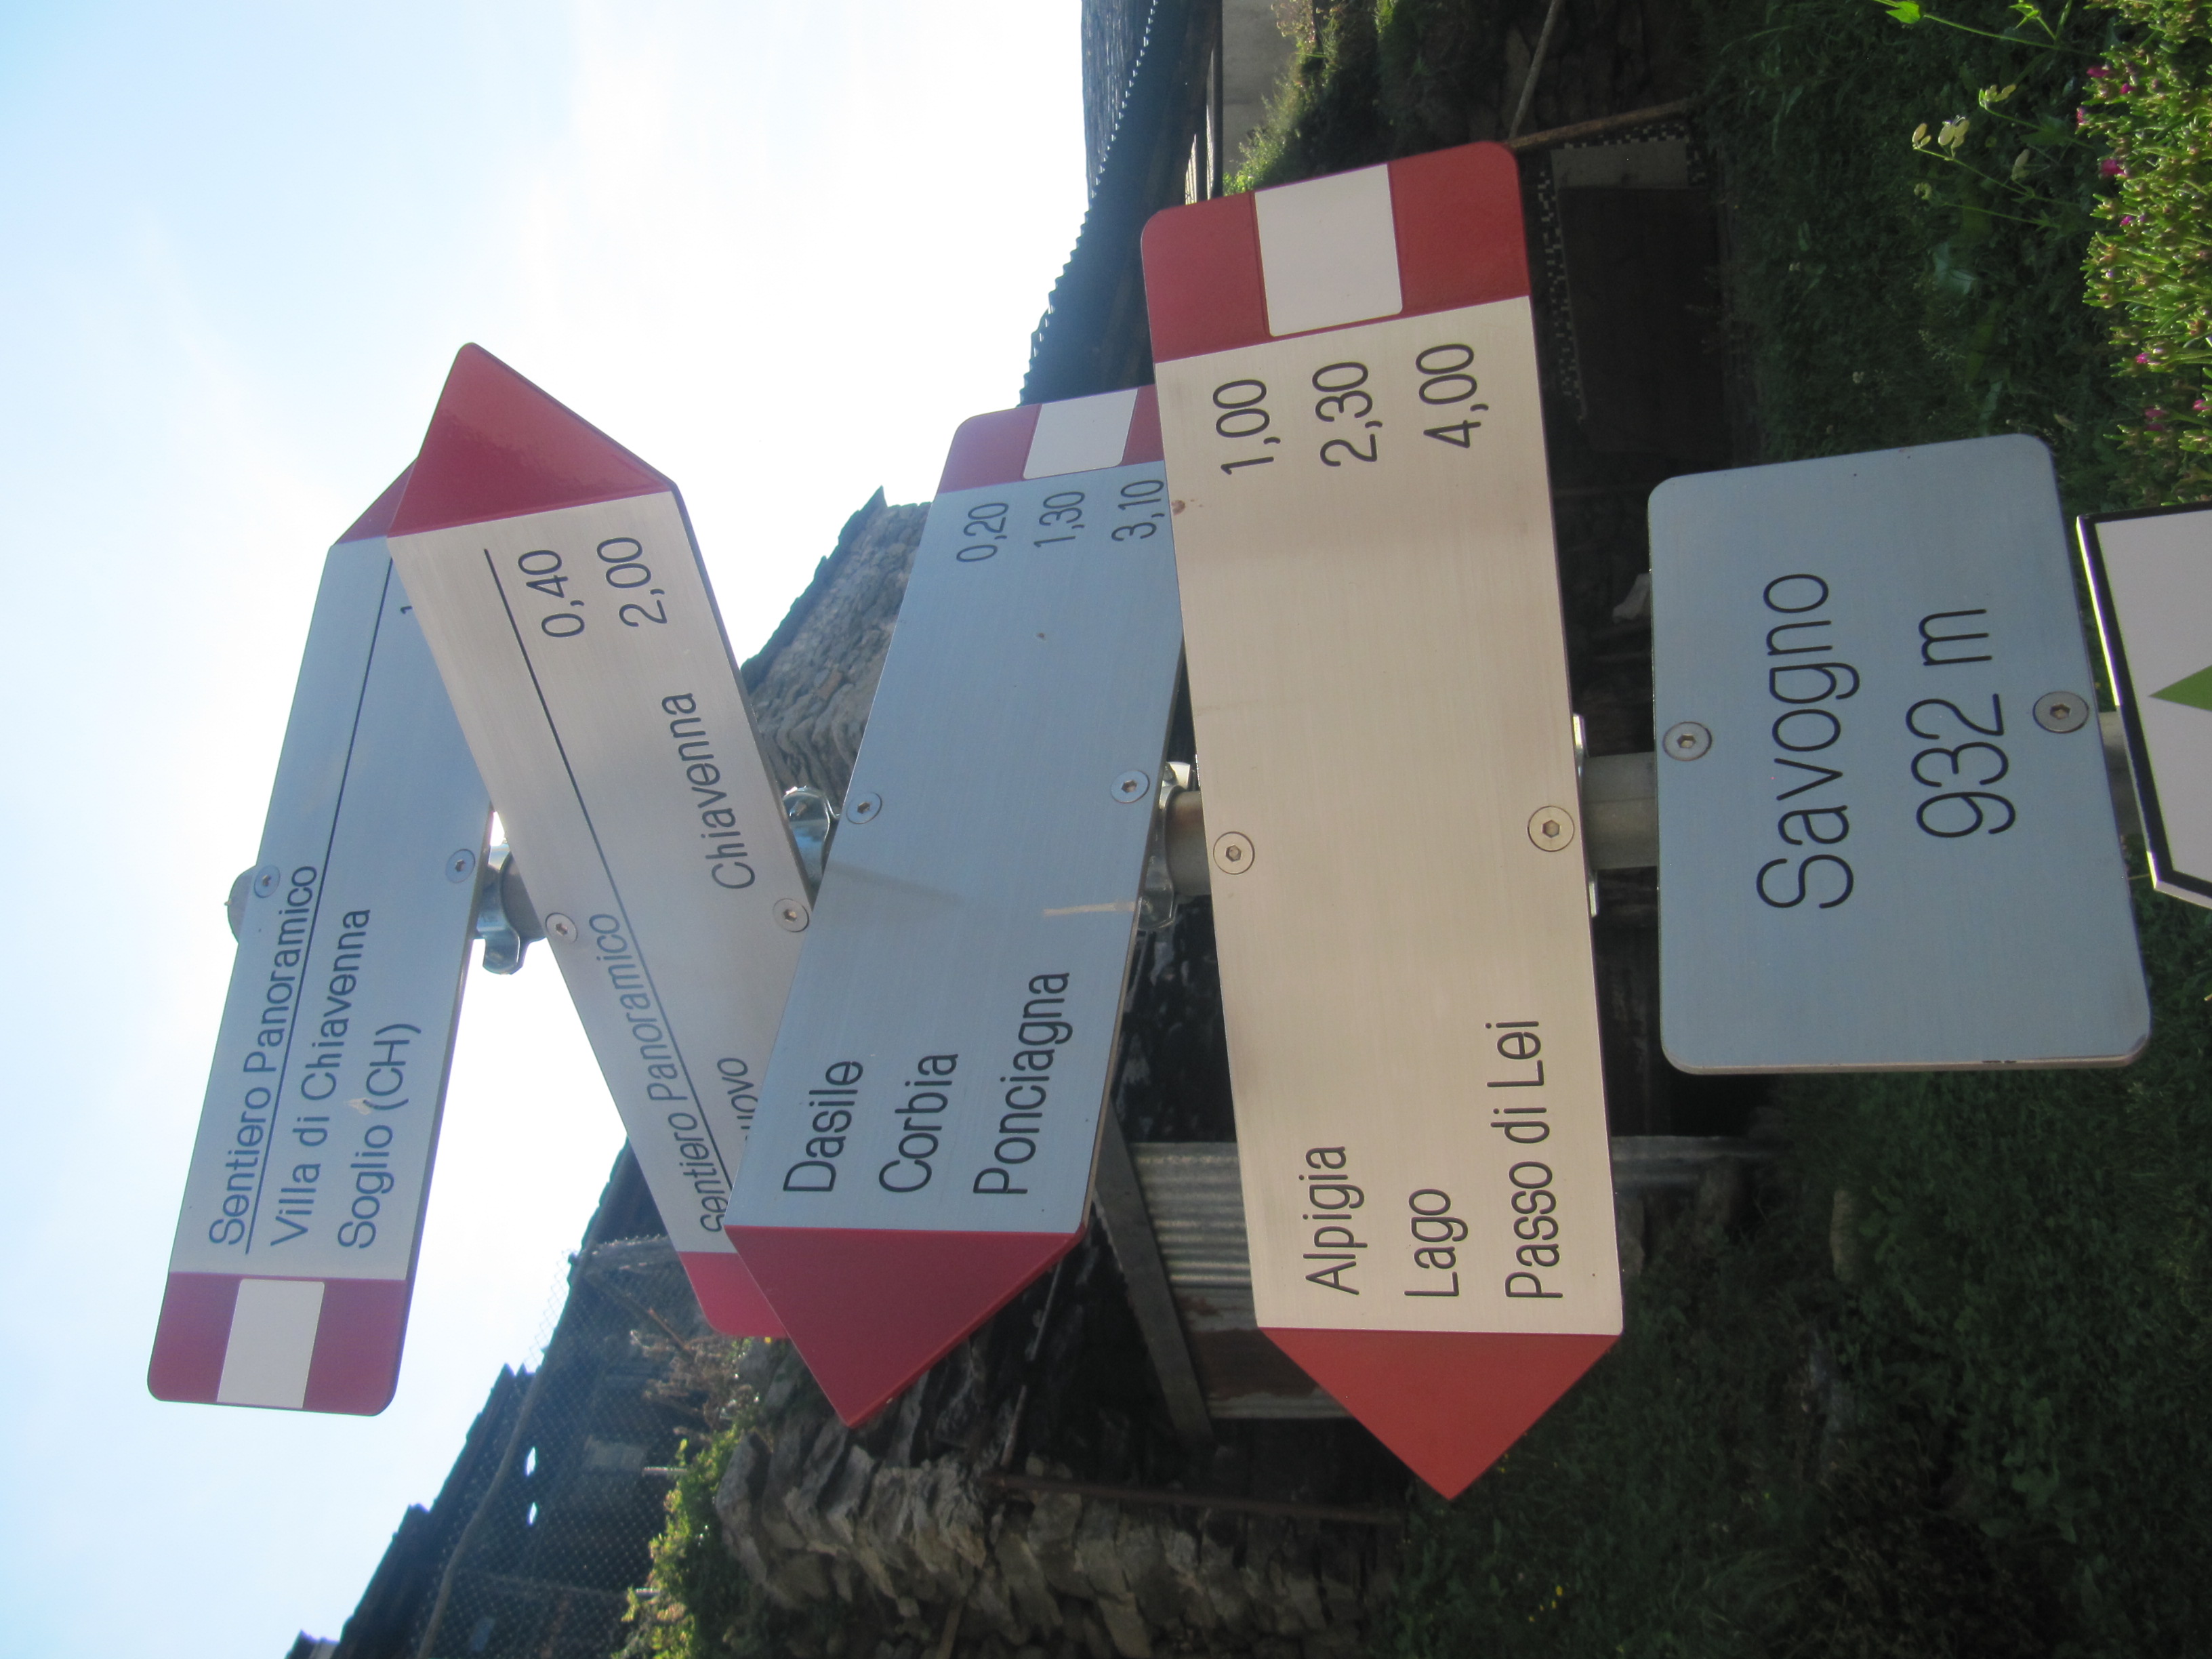 Sentiero Panoramico
Villa di Chiavenna 1
Soglio (CH)
Sentiero Panoramico
0,40
Chiavenna 2,00
Dasile 0,20
Corbia 1,30
Ponciagna 3,10
Alpigia 1,00
Lago 2,30
Passo di Lei 4,00
Savogno
932 m